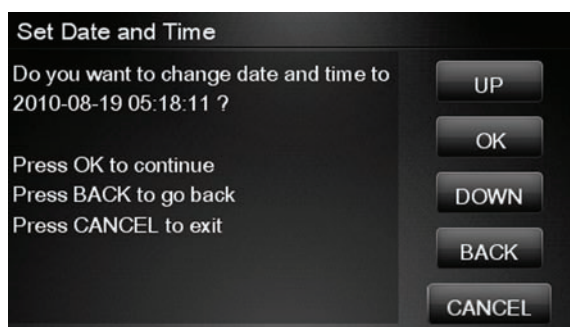 Set Date and Time
Do you want to change date and time to
2010-08-19 05:18:11 ?
Press OK to continue
Press BACK to go back
Press CANCEL to exit
UP
OK
DOWN
BACK
CANCEL